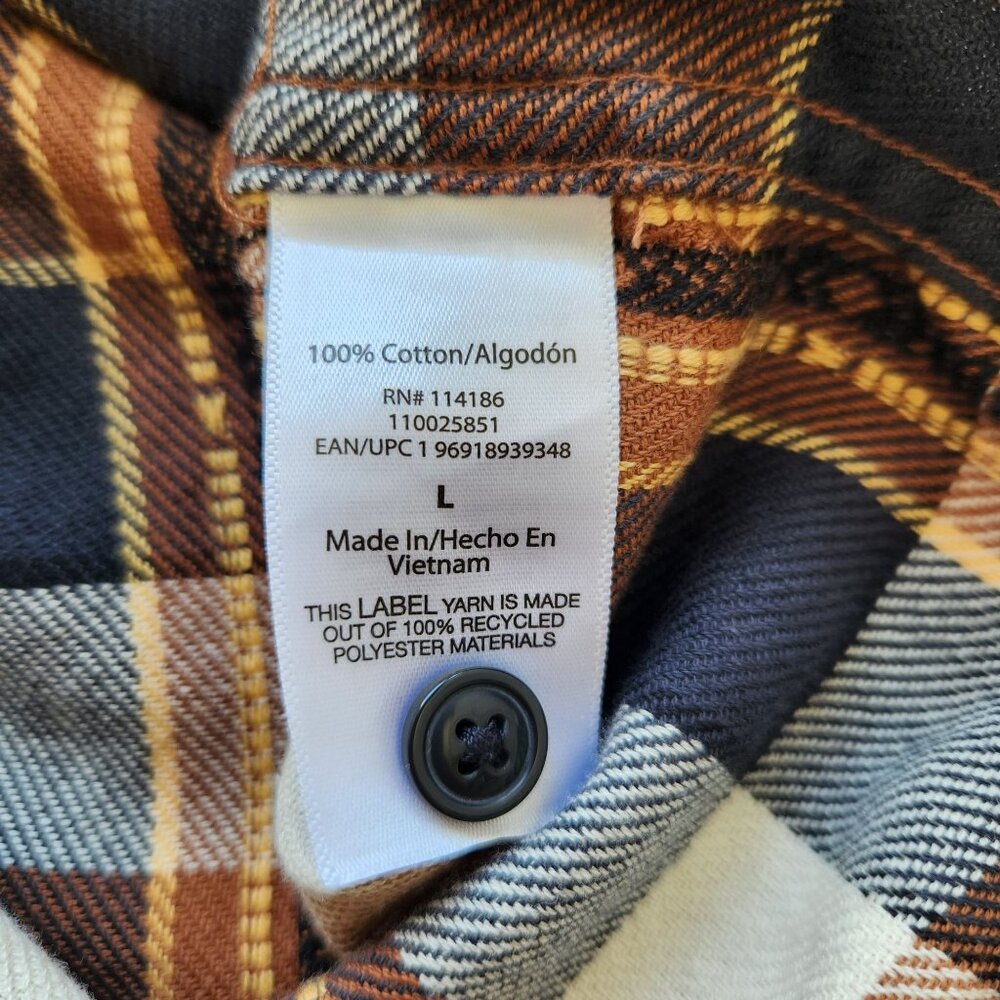 100% Cotton/Algodón
RN# 114186
110025851
EAN/UPC 1 96918939348
L
Made In/Hecho En
Vietnam
THIS LABEL YARN IS MADE
OUT OF 100% RECYCLED
POLYESTER MATERIALS